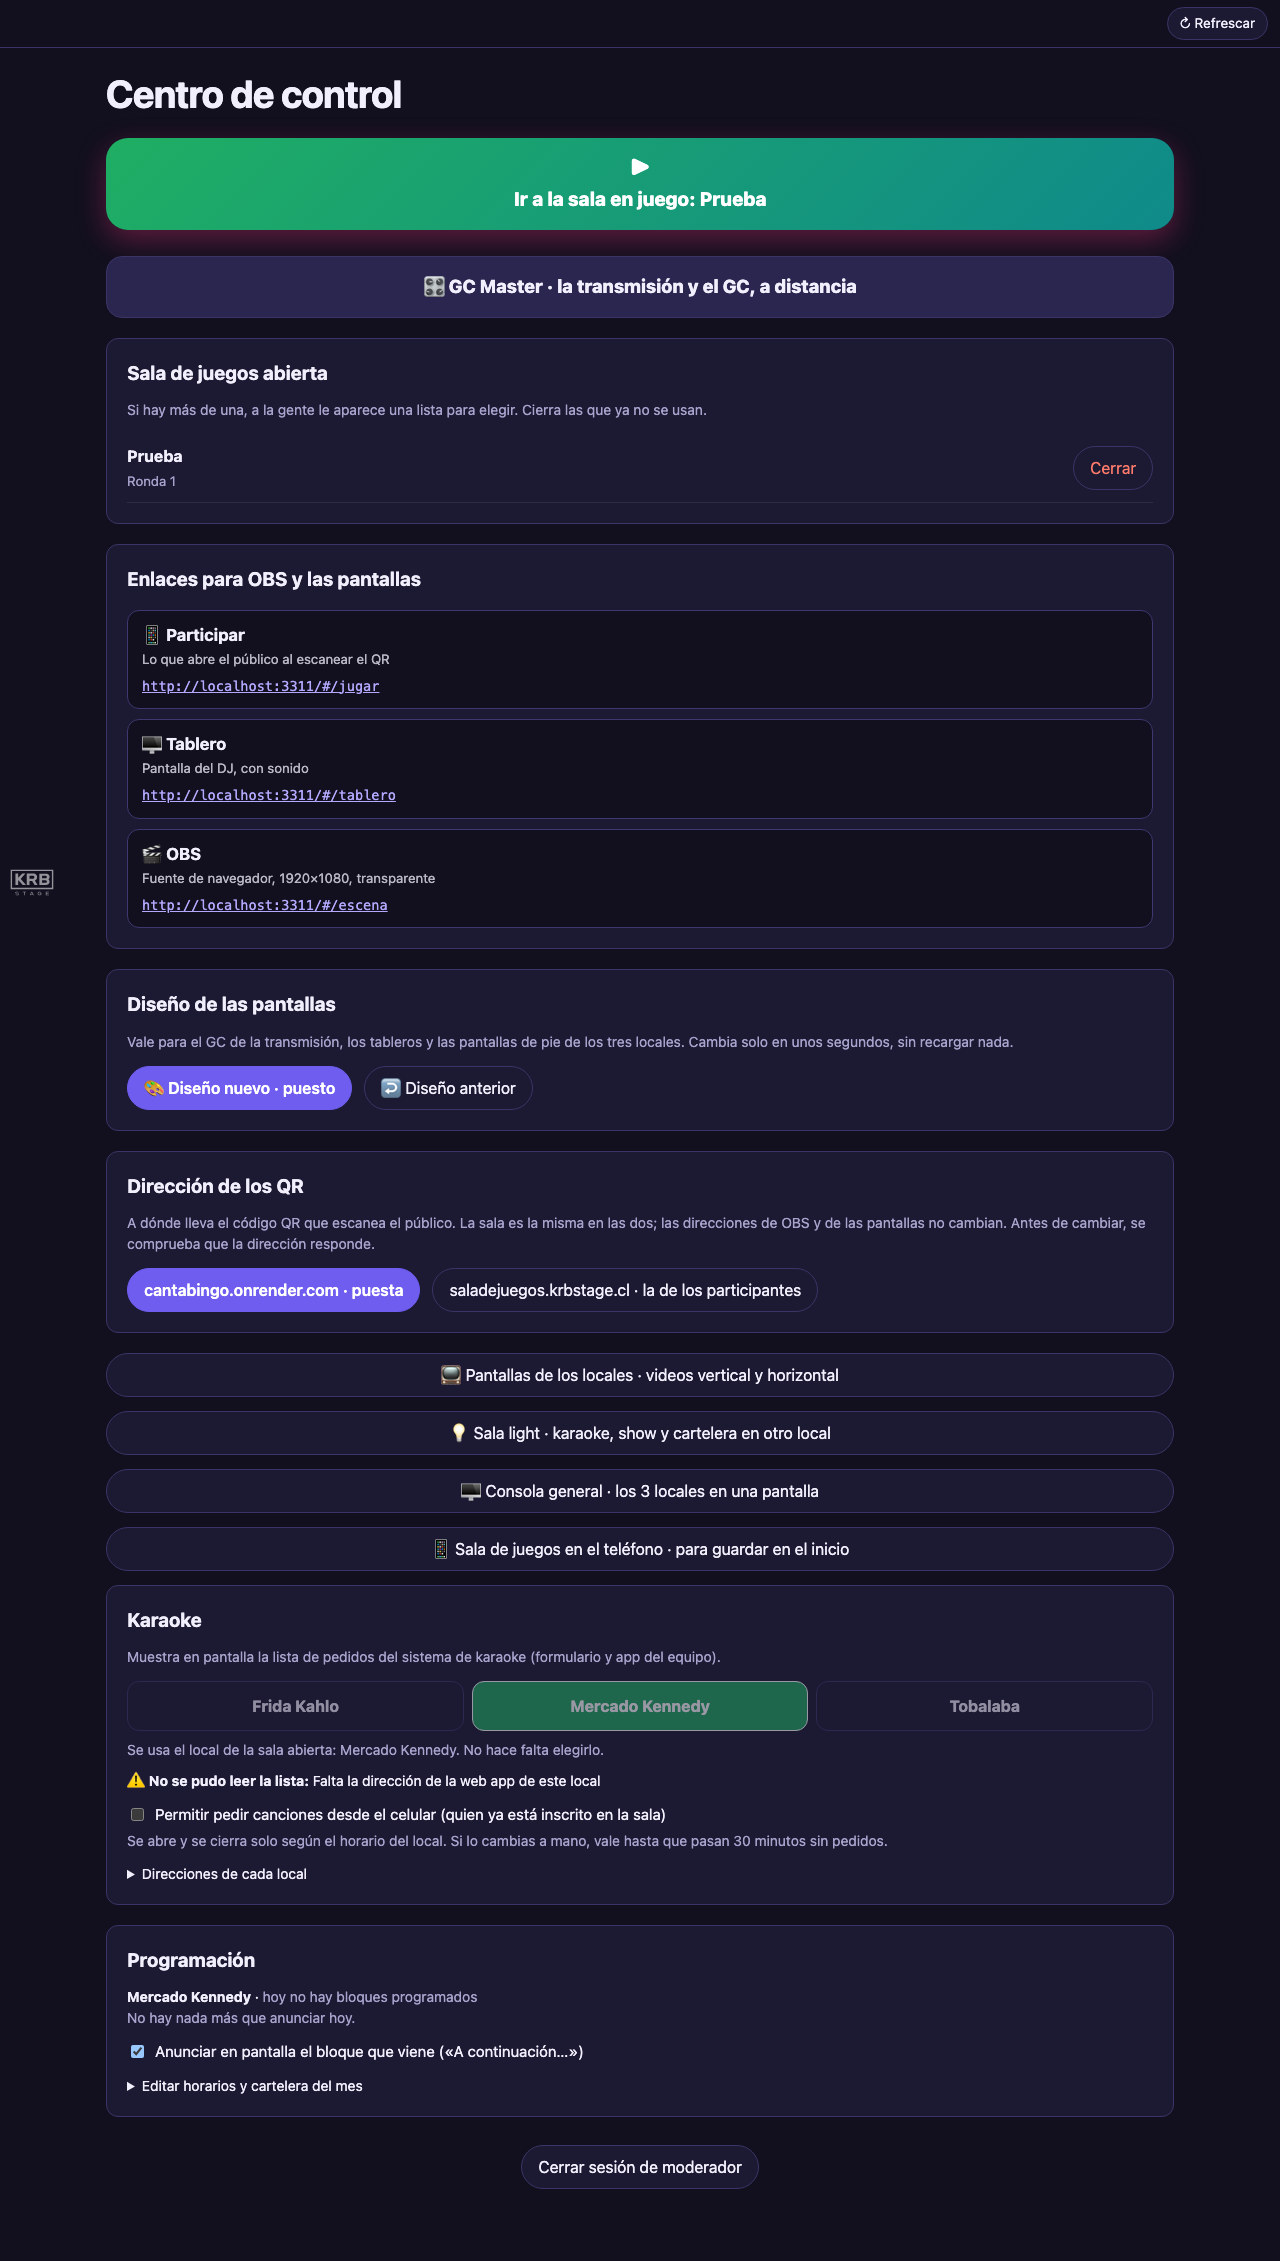 ↻ Refrescar
Centro de control
Ir a la sala en juego: Prueba
GC Master · la transmisión y el GC, a distancia
Sala de juegos abierta
Si hay más de una, a la gente le aparece una lista para elegir. Cierra las que ya no se usan.
Prueba
Ronda 1
Cerrar
Enlaces para OBS y las pantallas
Participar
Lo que abre el público al escanear el QR
http://localhost:3311/#/jugar
Tablero
Pantalla del DJ, con sonido
http://localhost:3311/#/tablero
OBS
Fuente de navegador, 1920×1080, transparente
http://localhost:3311/#/escena
KRB
STAGE
Diseño de las pantallas
Vale para el GC de la transmisión, los tableros y las pantallas de pie de los tres locales. Cambia solo en unos segundos, sin recargar nada.
Diseño nuevo · puesto
Diseño anterior
Dirección de los QR
A dónde lleva el código QR que escanea el público. La sala es la misma en las dos; las direcciones de OBS y de las pantallas no cambian. Antes de cambiar, se
comprueba que la dirección responde.
cantabingo.onrender.com · puesta
saladejuegos.krbstage.cl · la de los participantes
Pantallas de los locales · videos vertical y horizontal
Sala light · karaoke, show y cartelera en otro local
Consola general · los 3 locales en una pantalla
Sala de juegos en el teléfono · para guardar en el inicio
Karaoke
Muestra en pantalla la lista de pedidos del sistema de karaoke (formulario y app del equipo).
Frida Kahlo
Mercado Kennedy
Tobalaba
Se usa el local de la sala abierta: Mercado Kennedy. No hace falta elegirlo.
⚠️ No se pudo leer la lista: Falta la dirección de la web app de este local
Permitir pedir canciones desde el celular (quien ya está inscrito en la sala)
Se abre y se cierra solo según el horario del local. Si lo cambias a mano, vale hasta que pasan 30 minutos sin pedidos.
Direcciones de cada local
Programación
Mercado Kennedy · hoy no hay bloques programados
No hay nada más que anunciar hoy.
Anunciar en pantalla el bloque que viene («A continuación…»)
Editar horarios y cartelera del mes
Cerrar sesión de moderador